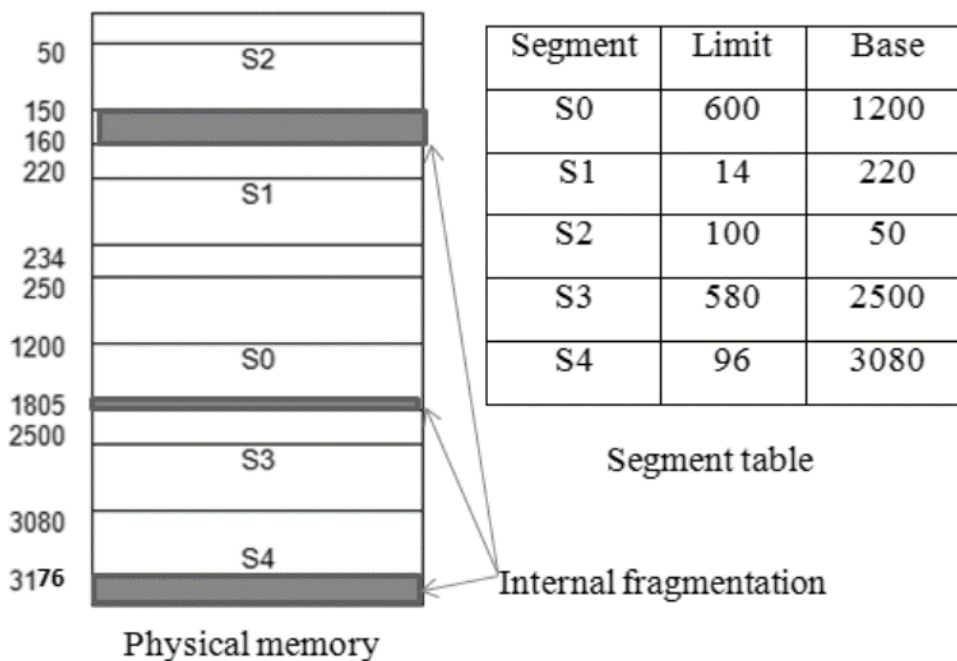 50
S2
150
160
220
S1
234
250
1200
S0
1805
2500
S3
3080
S4
3176
Physical memory
Segment Limit Base
S0 600 1200
S1 14 220
S2 100 50
S3 580 2500
S4 96 3080
Segment table
Internal fragmentation